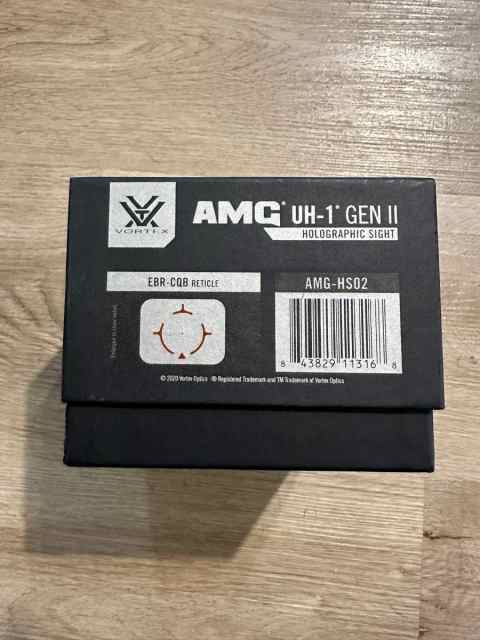 VORTEX
AMG® UH-1® GEN II
HOLOGRAPHIC SIGHT
EBR-CQB RETICLE
AMG-HS02
8 43829 11316 8
© 2020 Vortex Optics ® Registered Trademark and TM Trademark of Vortex Optics